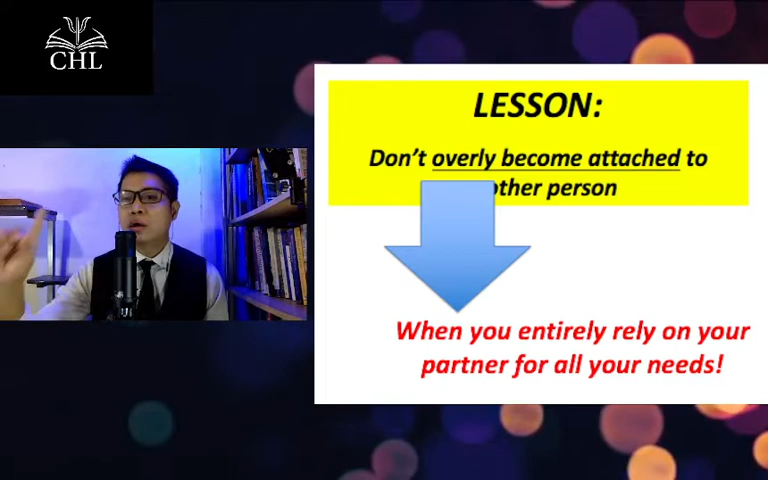 CHL
LESSON:
Don't overly become attached to
other person
When you entirely rely on your
partner for all your needs!